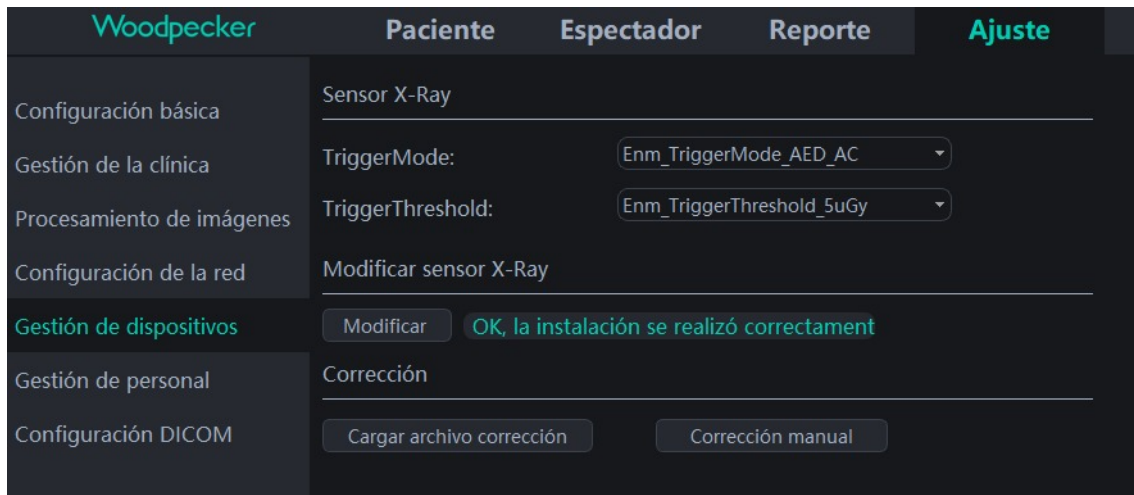 Woodpecker
Paciente Espectador Reporte Ajuste
Configuración básica
Gestión de la clínica
Procesamiento de imágenes
Configuración de la red
Gestión de dispositivos
Gestión de personal
Configuración DICOM
Sensor X-Ray
TriggerMode: Enm_TriggerMode_AED_AC
TriggerThreshold: Enm_TriggerThreshold_5uGy
Modificar sensor X-Ray
Modificar OK, la instalación se realizó correctament
Corrección
Cargar archivo corrección Corrección manual